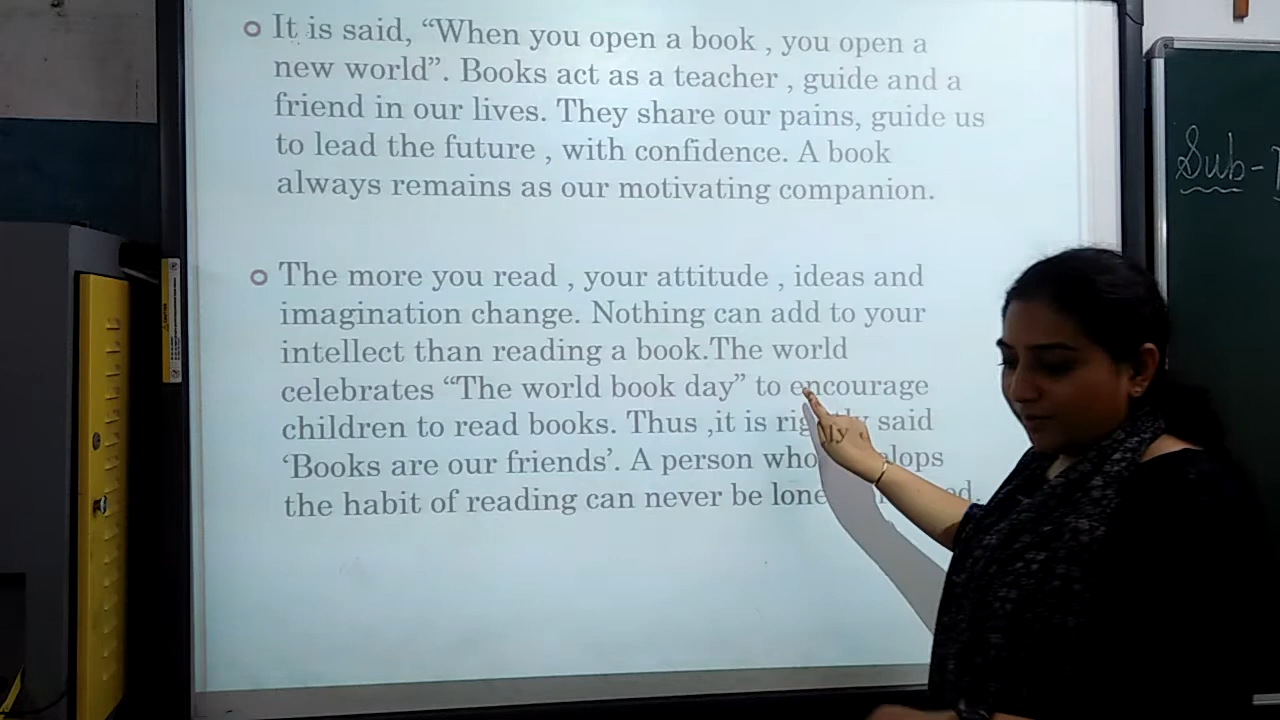 It is said, “When you open a book , you open a
new world”. Books act as a teacher , guide and a
friend in our lives. They share our pains, guide us
to lead the future , with confidence. A book
always remains as our motivating companion.
The more you read , your attitude , ideas and
imagination change. Nothing can add to your
intellect than reading a book.The world
celebrates “The world book day” to encourage
children to read books. Thus ,it is rightly said
‘Books are our friends’. A person who
the habit of reading can never be
Sub-